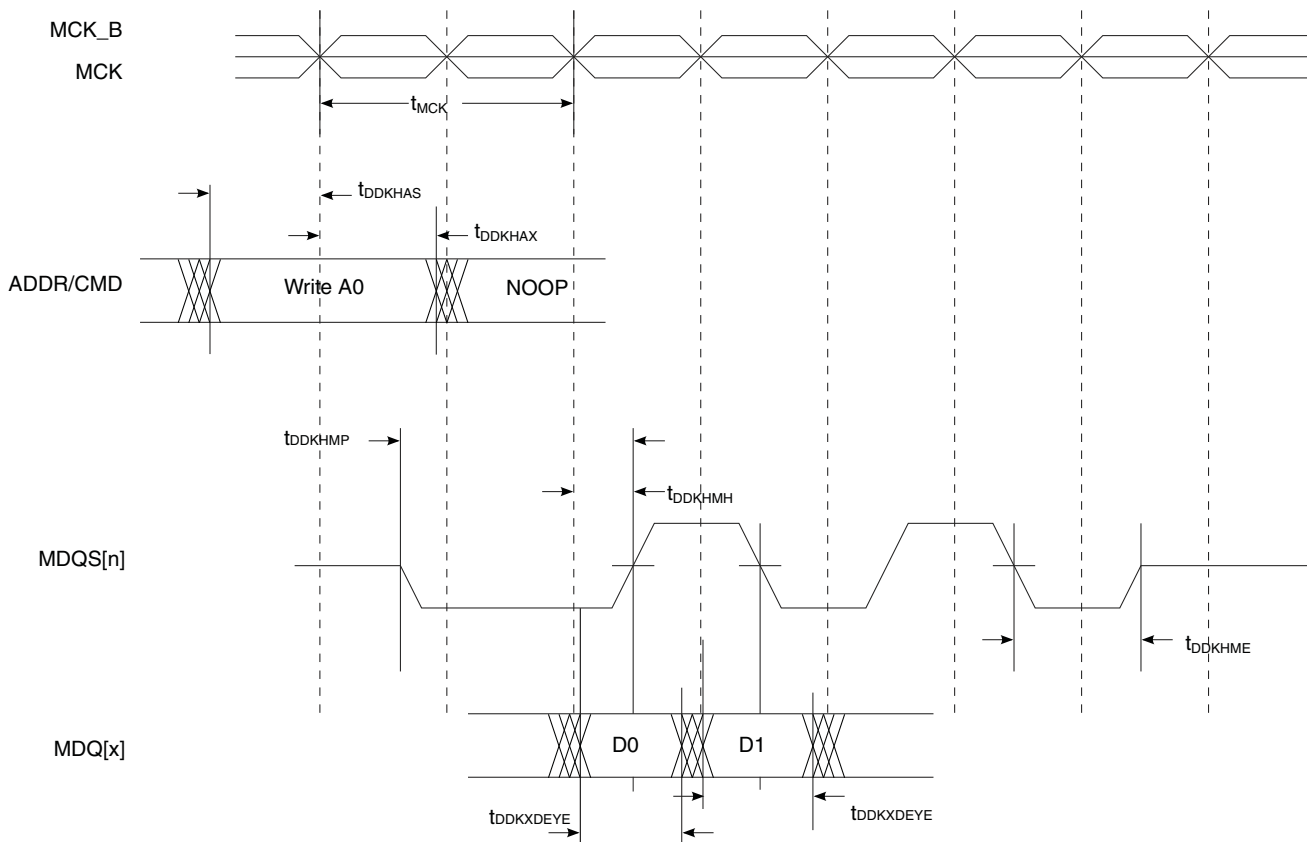 MCK_B
MCK
tMCK
tDDKHAS
tDDKHAX
ADDR/CMD
Write A0
NOOP
tDDKHMP
tDDKHMH
MDQS[n]
tDDKHME
MDQ[x]
D0
D1
tDDKXDEYE
tDDKXDEYE